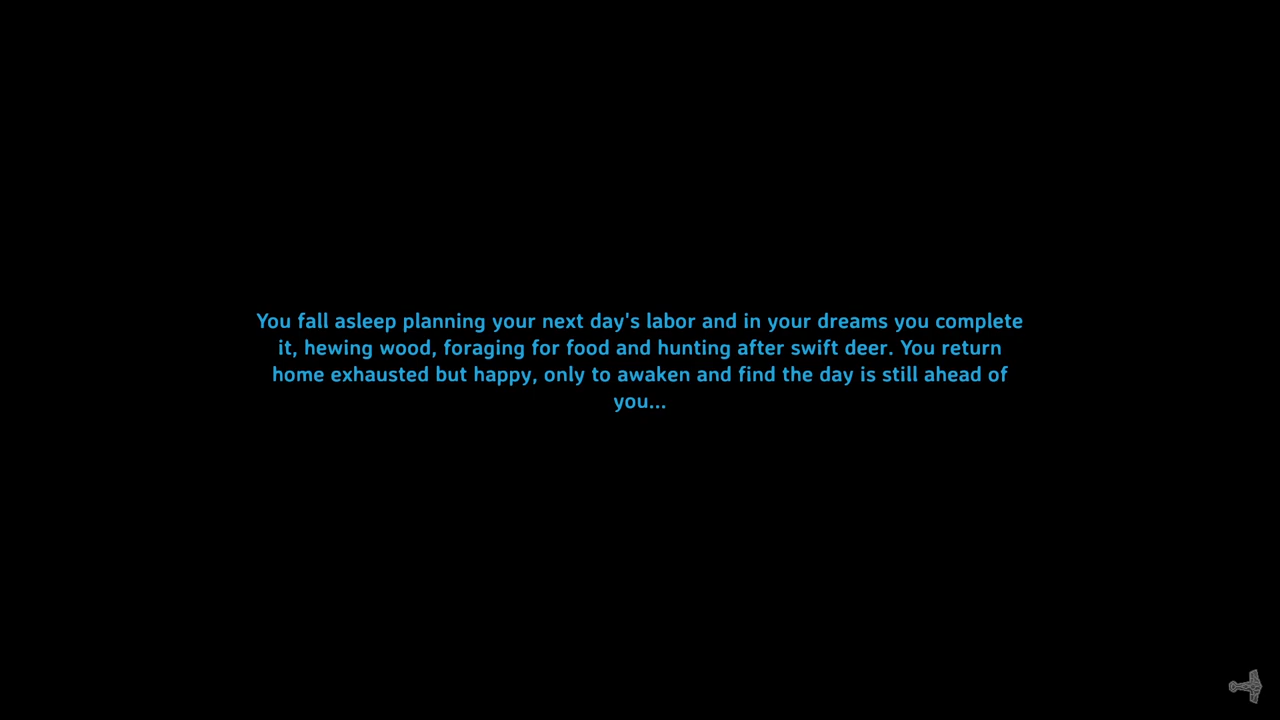 You fall asleep planning your next day's labor and in your dreams you complete
it, hewing wood, foraging for food and hunting after swift deer. You return
home exhausted but happy, only to awaken and find the day is still ahead of
you...